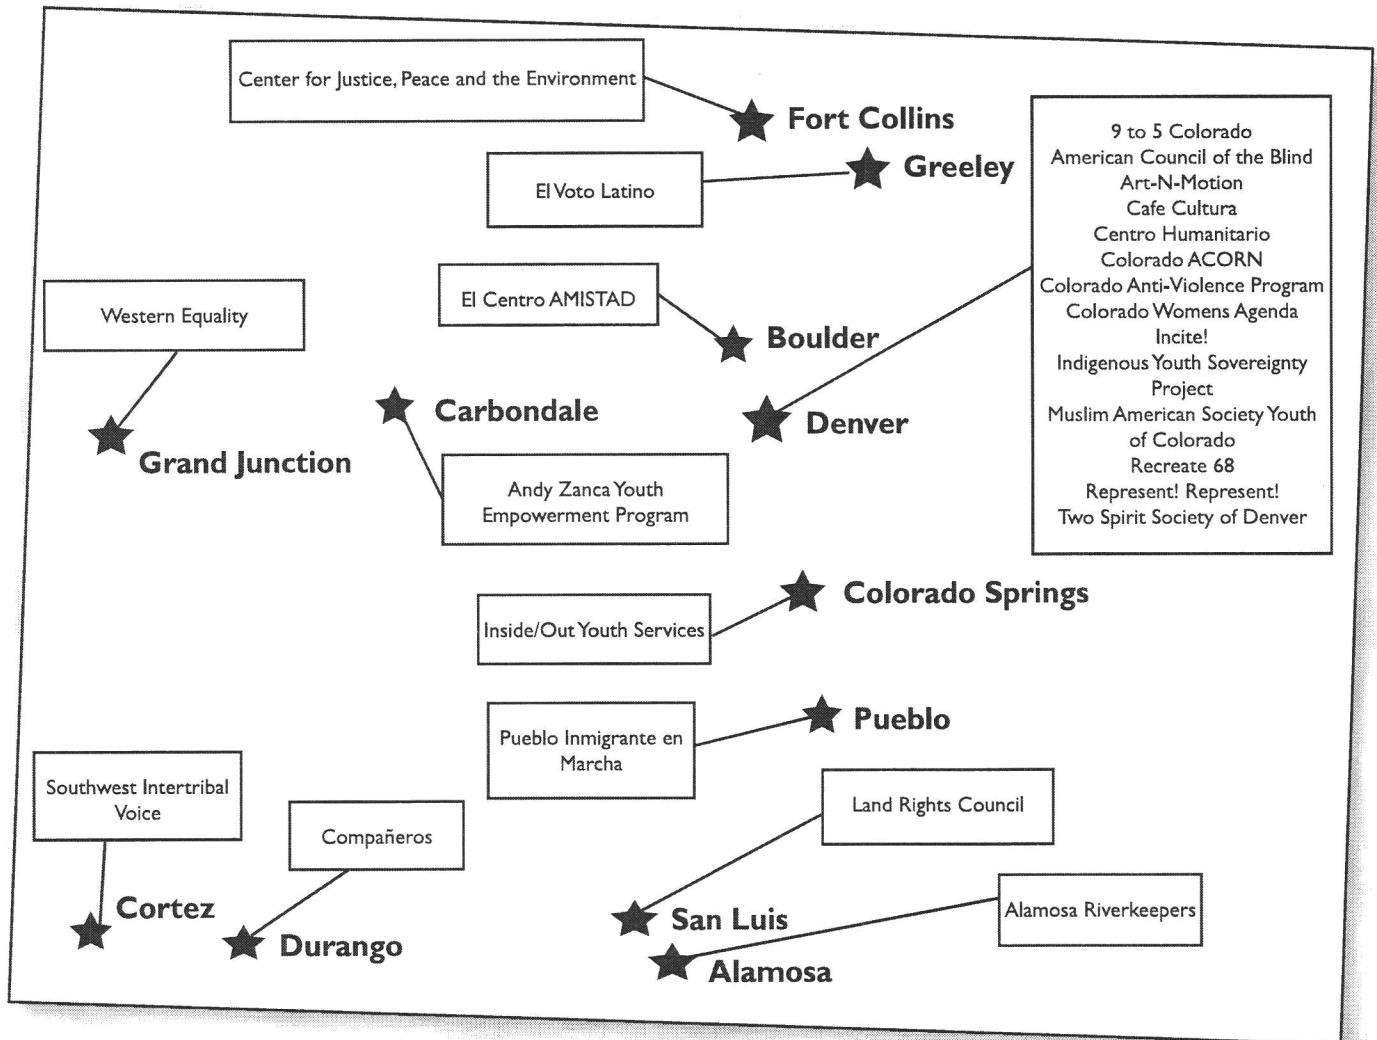 Center for Justice, Peace and the Environment
Fort Collins
El Voto Latino
Greeley
9 to 5 Colorado
American Council of the Blind
Art-N-Motion
Cafe Cultura
Centro Humanitario
Colorado ACORN
Colorado Anti-Violence Program
Colorado Womens Agenda
Incite!
Indigenous Youth Sovereignty
Project
Muslim American Society Youth
of Colorado
Recreate 68
Represent! Represent!
Two Spirit Society of Denver
El Centro AMISTAD
Boulder
Western Equality
Carbondale
Denver
Grand Junction
Andy Zanca Youth
Empowerment Program
Colorado Springs
Inside/Out Youth Services
Pueblo
Pueblo Inmigrante en
Marcha
Southwest Intertribal
Voice
Land Rights Council
Compañeros
Cortez
Durango
San Luis
Alamosa Riverkeepers
Alamosa